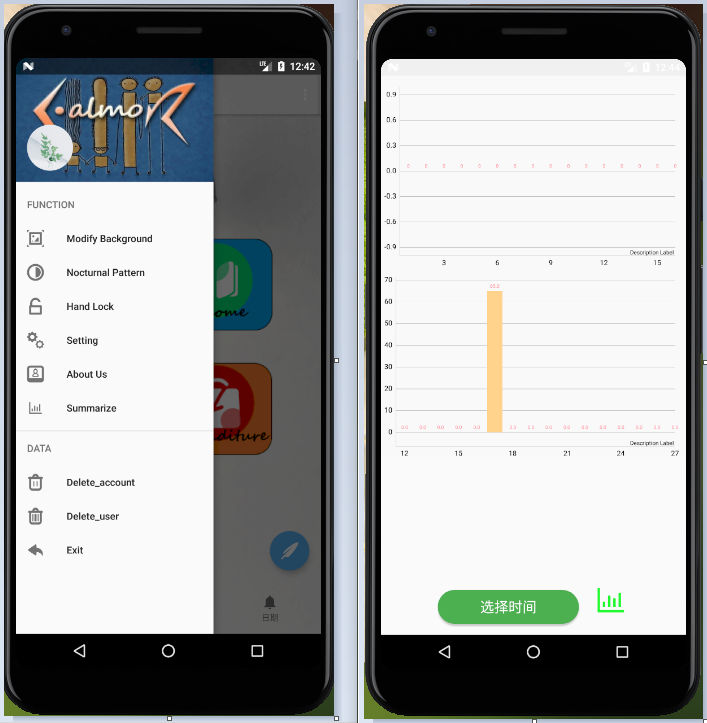 12:42
almoR
FUNCTION
Modify Background
Nocturnal Pattern
Hand Lock
Setting
About Us
Summarize
DATA
Delete_account
Delete_user
Exit
ome
diture
日期
0.9
0.6
0.3
0.0
-0.3
-0.6
-0.9
0 0 0 0 0 0 0 0 0 0 0 0 0 0 0 0
Description Label
3 6 9 12 15
70
60
50
40
30
20
10
0
0.0 0.0 0.0 0.0 0.0 0.0 0.0 0.0 0.0 0.0 0.0 0.0 0.0 0.0 0.0
Description Label
12 15 18 21 24 27
选择时间